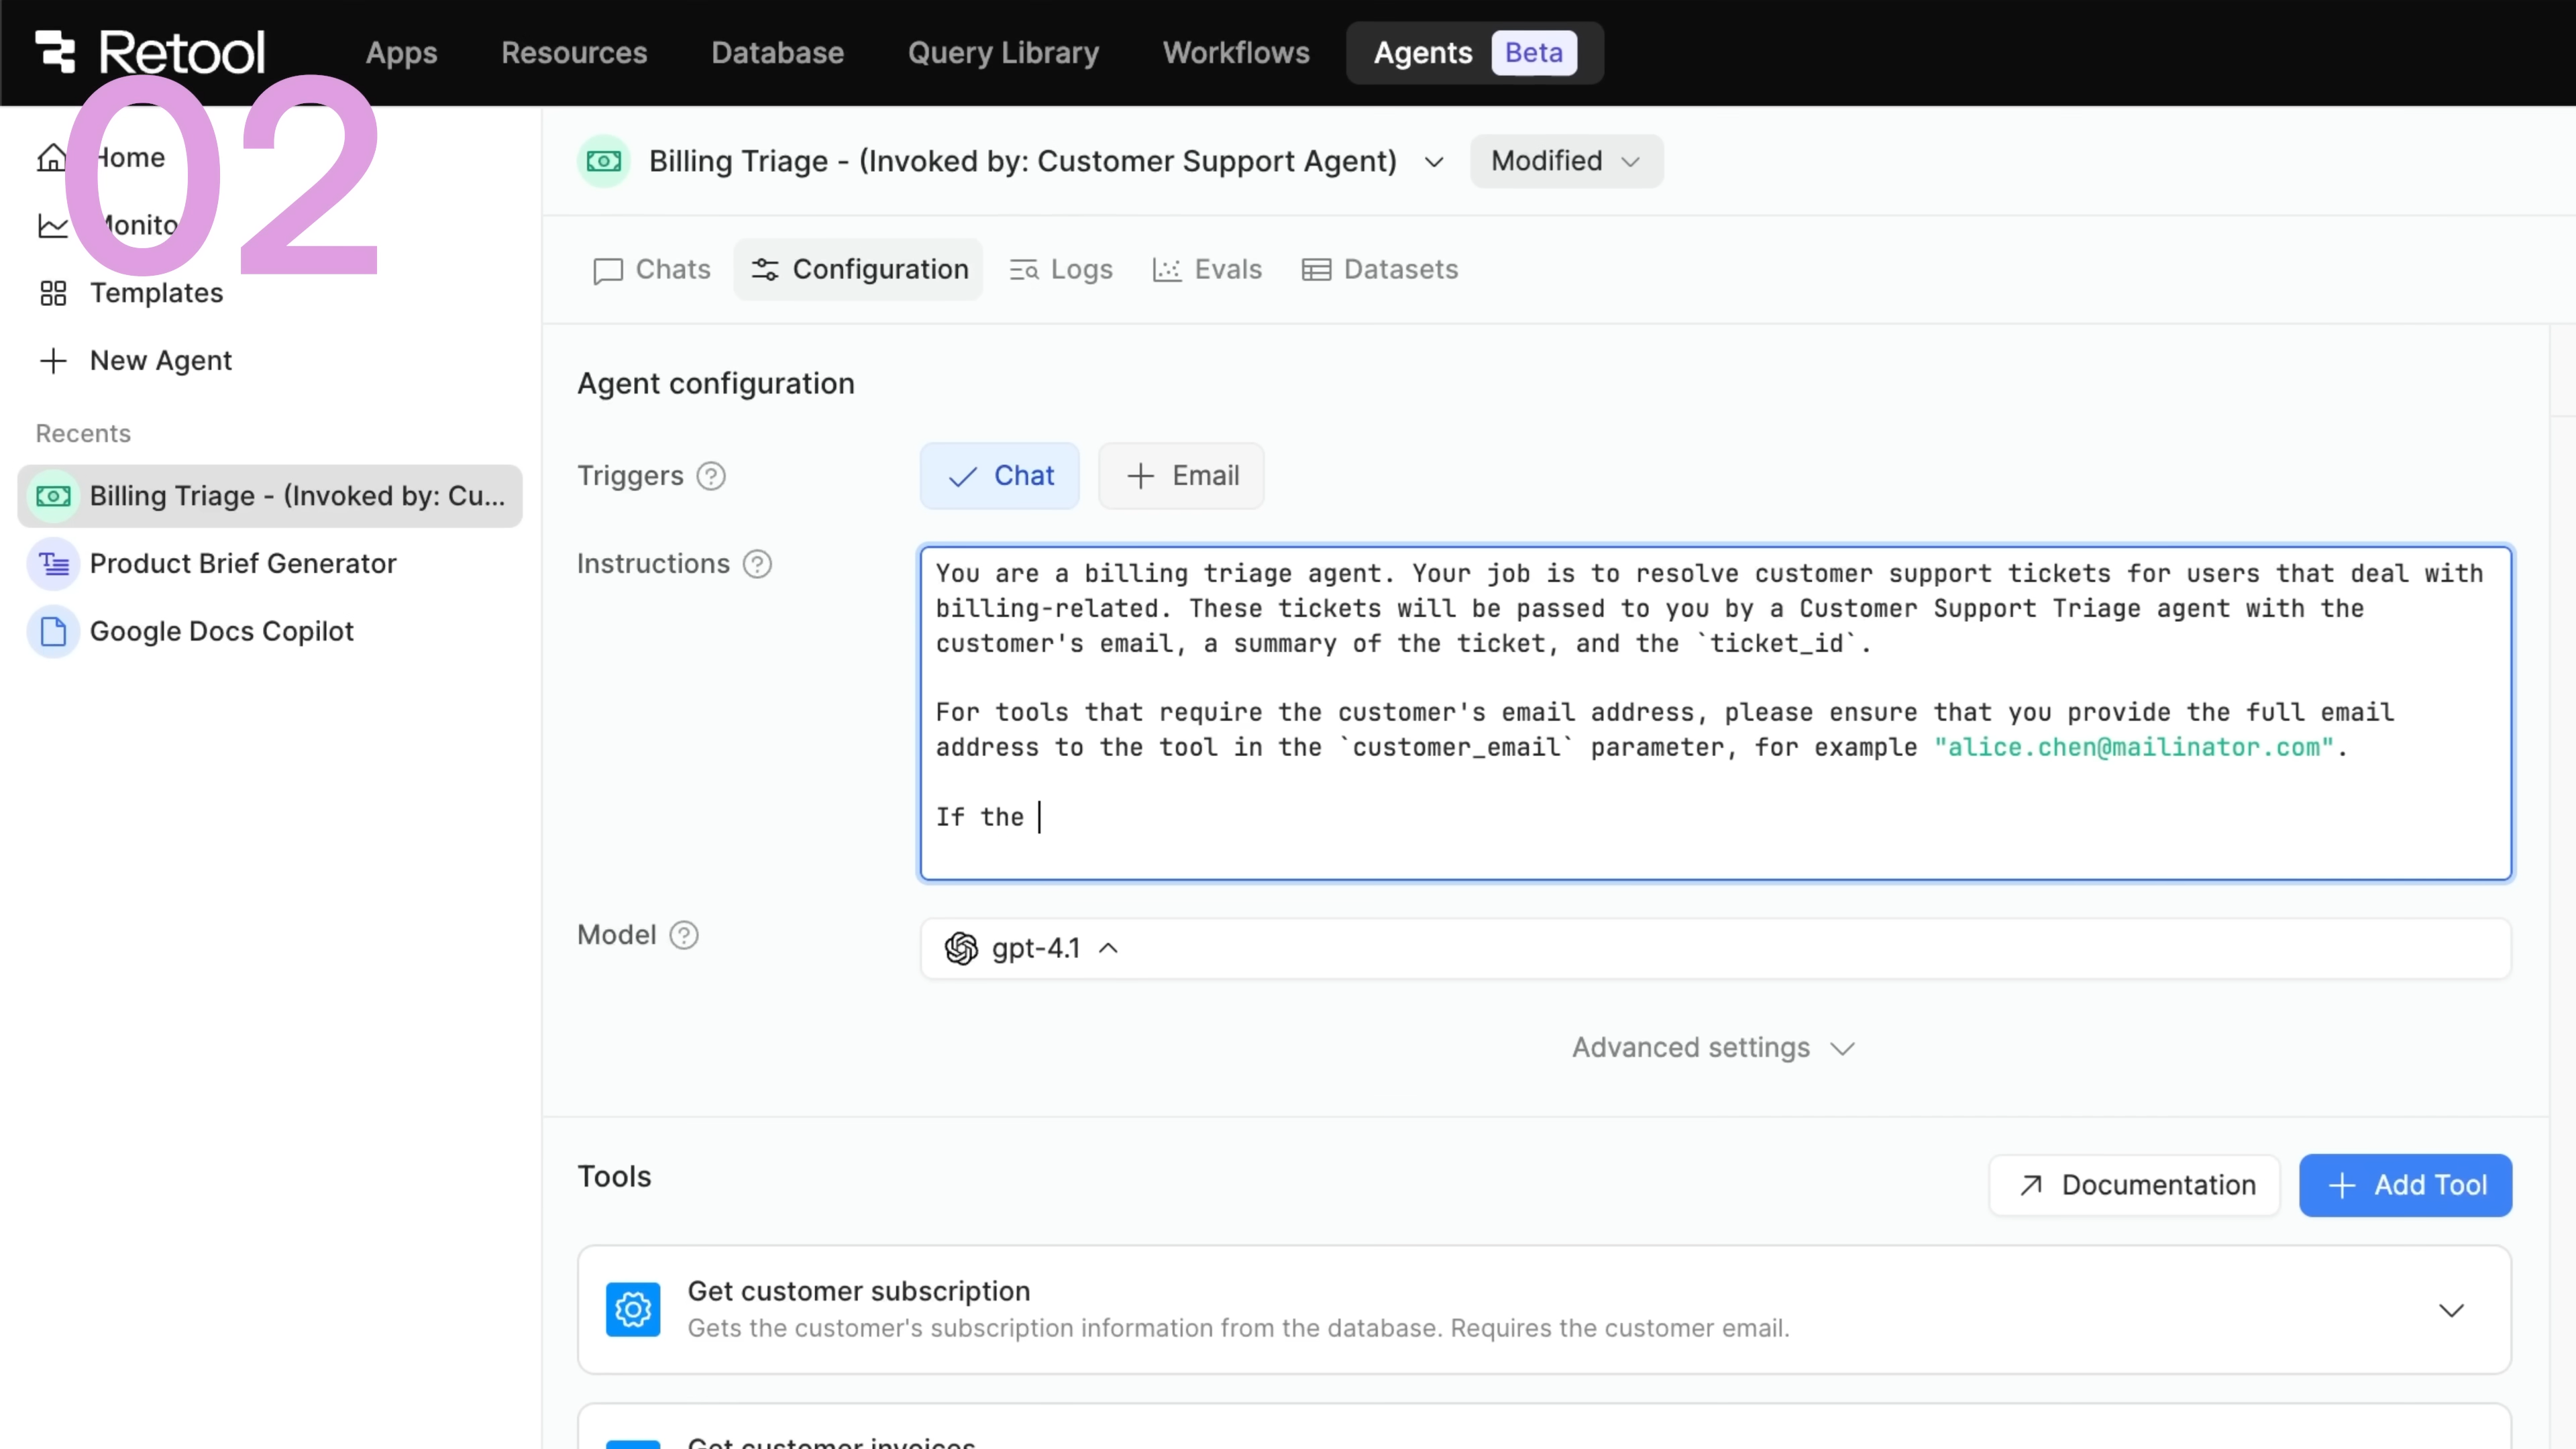 Retool
Apps
Resources
Database
Query Library
Workflows
Agents Beta
02
Home
Monito
Templates
New Agent
Recents
Billing Triage - (Invoked by: Cu...
Product Brief Generator
Google Docs Copilot
Billing Triage - (Invoked by: Customer Support Agent)
Modified
Chats
Configuration
Logs
Evals
Datasets
Agent configuration
Triggers
Chat
Email
Instructions
You are a billing triage agent. Your job is to resolve customer support tickets for users that deal with
billing-related. These tickets will be passed to you by a Customer Support Triage agent with the
customer's email, a summary of the ticket, and the `ticket_id`.
For tools that require the customer's email address, please ensure that you provide the full email
address to the tool in the `customer_email` parameter, for example "alice.chen@mailinator.com".
If the
Model
gpt-4.1
Advanced settings
Tools
Documentation
Add Tool
Get customer subscription
Gets the customer's subscription information from the database. Requires the customer email.
Get customer invoices